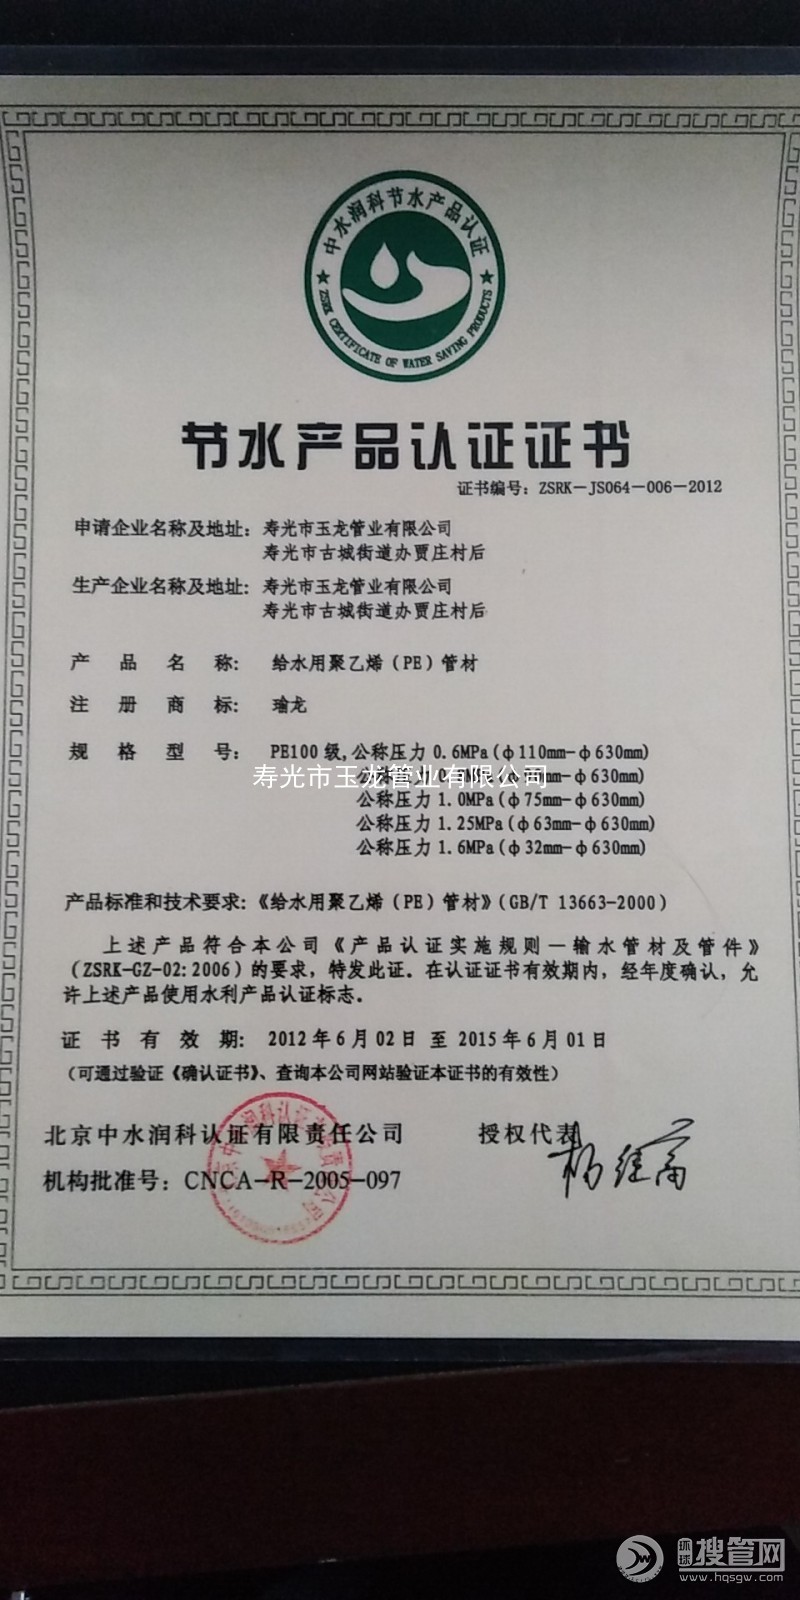 中水润科节水产品认证
ZSRK CERTIFICATE OF WATER SAVING PRODUCTS
节水产品认证证书
证书编号：ZSRK－JS064－006－2012
申请企业名称及地址：寿光市玉龙管业有限公司
寿光市古城街道办贾庄村后
生产企业名称及地址：寿光市玉龙管业有限公司
寿光市古城街道办贾庄村后
产品名称：给水用聚乙烯（PE）管材
注册商标：瑜龙
规格型号：PE100级,公称压力 0.6MPa(φ110mm-φ630mm)
公称压力 mm-φ630mm)
寿光市玉龙管业有限公司
公称压力 1.0MPa(φ75mm-φ630mm)
公称压力 1.25MPa(φ63mm-φ630mm)
公称压力 1.6MPa(φ32mm-φ630mm)
产品标准和技术要求:《给水用聚乙烯（PE）管材》（GB/T 13663-2000）
上述产品符合本公司《产品认证实施规则－输水管材及管件》
（ZSRK-GZ-02:2006）的要求，特发此证。在认证证书有效期内，经年度确认，允
许上述产品使用水利产品认证标志。
证书有效期: 2012年6月02日 至 2015年6月01日
（可通过验证《确认证书》、查询本公司网站验证本证书的有效性）
北京中水润科认证有限责任公司 授权代表
机构批准号：CNCA-R-2005-097
环球搜管网
www.hqsgw.com